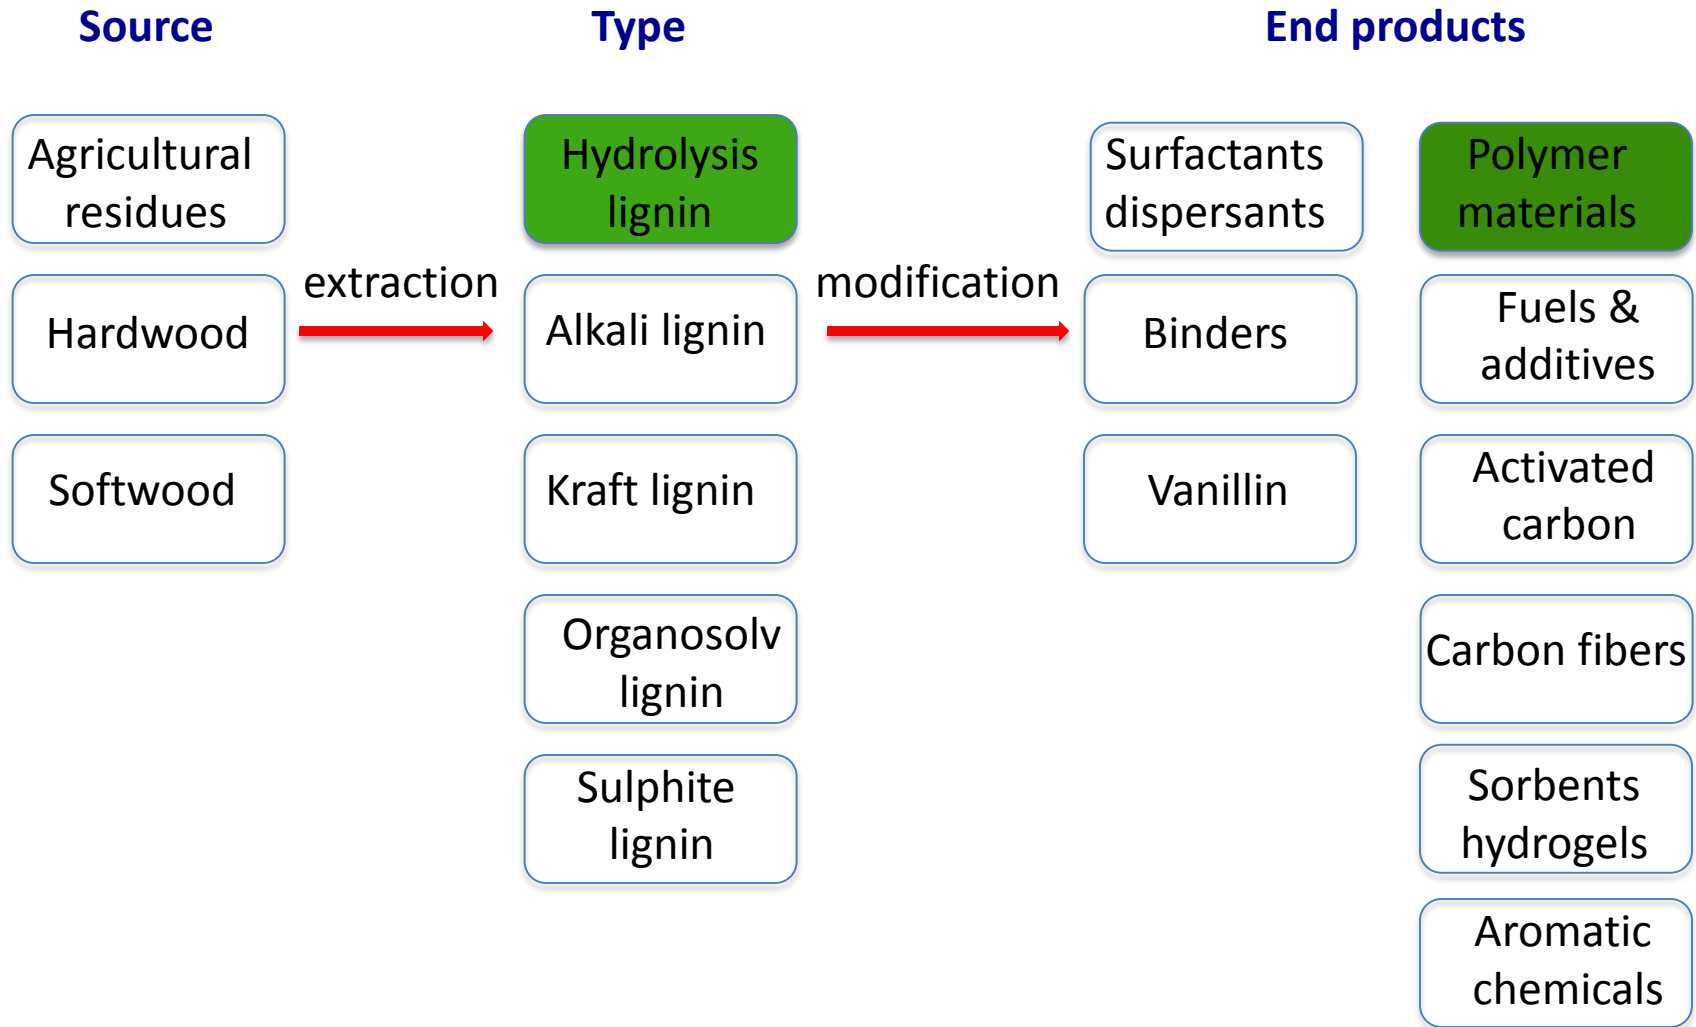 Source
Type
End products
Agricultural
residues
Hardwood
Softwood
extraction
Hydrolysis
lignin
Alkali lignin
Kraft lignin
Organosolv
lignin
Sulphite
lignin
modification
Surfactants
dispersants
Binders
Vanillin
Polymer
materials
Fuels &
additives
Activated
carbon
Carbon fibers
Sorbents
hydrogels
Aromatic
chemicals